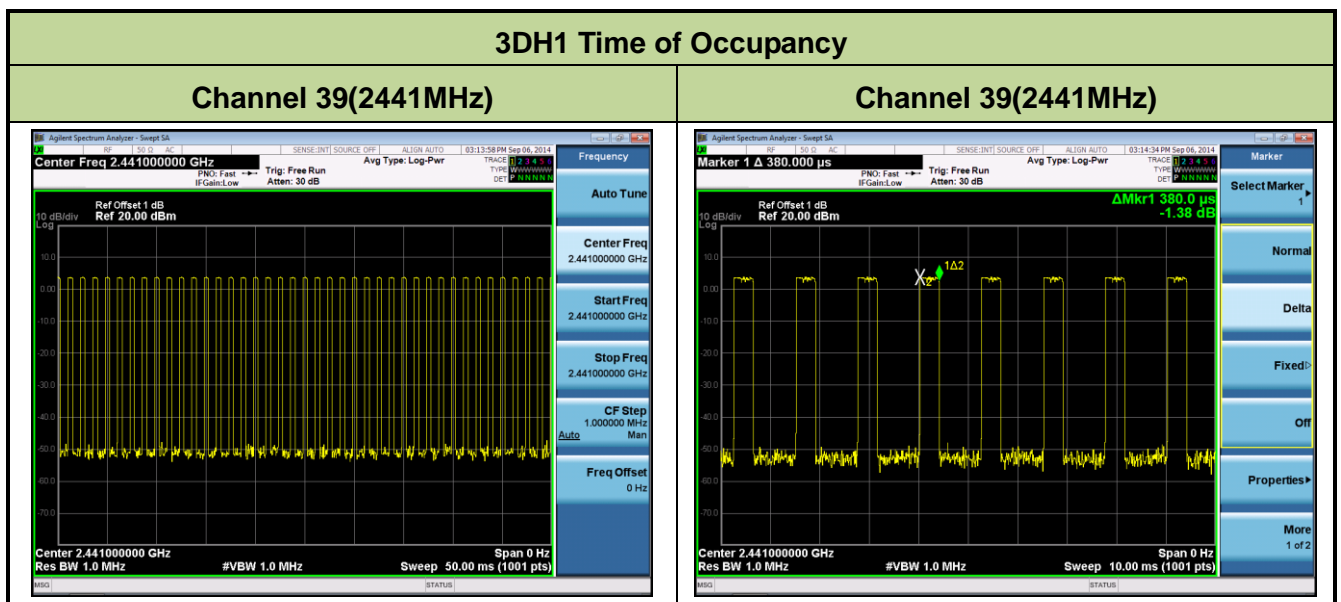 3DH1 Time of Occupancy
Channel 39(2441MHz)
Channel 39(2441MHz)
Agilent Spectrum Analyzer - Swept SA
RF 50 Ω AC SENSE:INT SOURCE OFF ALIGN AUTO 03:13:58 PM Sep 06, 2014
Center Freq 2.441000000 GHz
Avg Type: Log-Pwr
TRACE 1 2 3 4 5 6
TYPE WWWWWW
DET P N N N N N
PNO: Fast
IFGain:Low
Trig: Free Run
Atten: 30 dB
Ref Offset 1 dB
10 dB/div Ref 20.00 dBm
Log
10.0
0.00
-10.0
-20.0
-30.0
-40.0
-50.0
-60.0
-70.0
Center 2.441000000 GHz Span 0 Hz
Res BW 1.0 MHz #VBW 1.0 MHz Sweep 50.00 ms (1001 pts)
MSG STATUS
Frequency
Auto Tune
Center Freq
2.441000000 GHz
Start Freq
2.441000000 GHz
Stop Freq
2.441000000 GHz
CF Step
1.000000 MHz
Auto Man
Freq Offset
0 Hz
Agilent Spectrum Analyzer - Swept SA
RF 50 Ω AC SENSE:INT SOURCE OFF ALIGN AUTO 03:14:34 PM Sep 06, 2014
Marker 1 Δ 380.000 µs
Avg Type: Log-Pwr
TRACE 1 2 3 4 5 6
TYPE WWWWWW
DET P N N N N N
PNO: Fast
IFGain:Low
Trig: Free Run
Atten: 30 dB
ΔMkr1 380.0 µs
-1.38 dB
Ref Offset 1 dB
10 dB/div Ref 20.00 dBm
Log
10.0
0.00
-10.0
-20.0
-30.0
-40.0
-50.0
-60.0
-70.0
1Δ2
X2
Center 2.441000000 GHz Span 0 Hz
Res BW 1.0 MHz #VBW 1.0 MHz Sweep 10.00 ms (1001 pts)
MSG STATUS
Marker
Select Marker
1
Normal
Delta
Fixed
Off
Properties
More
1 of 2